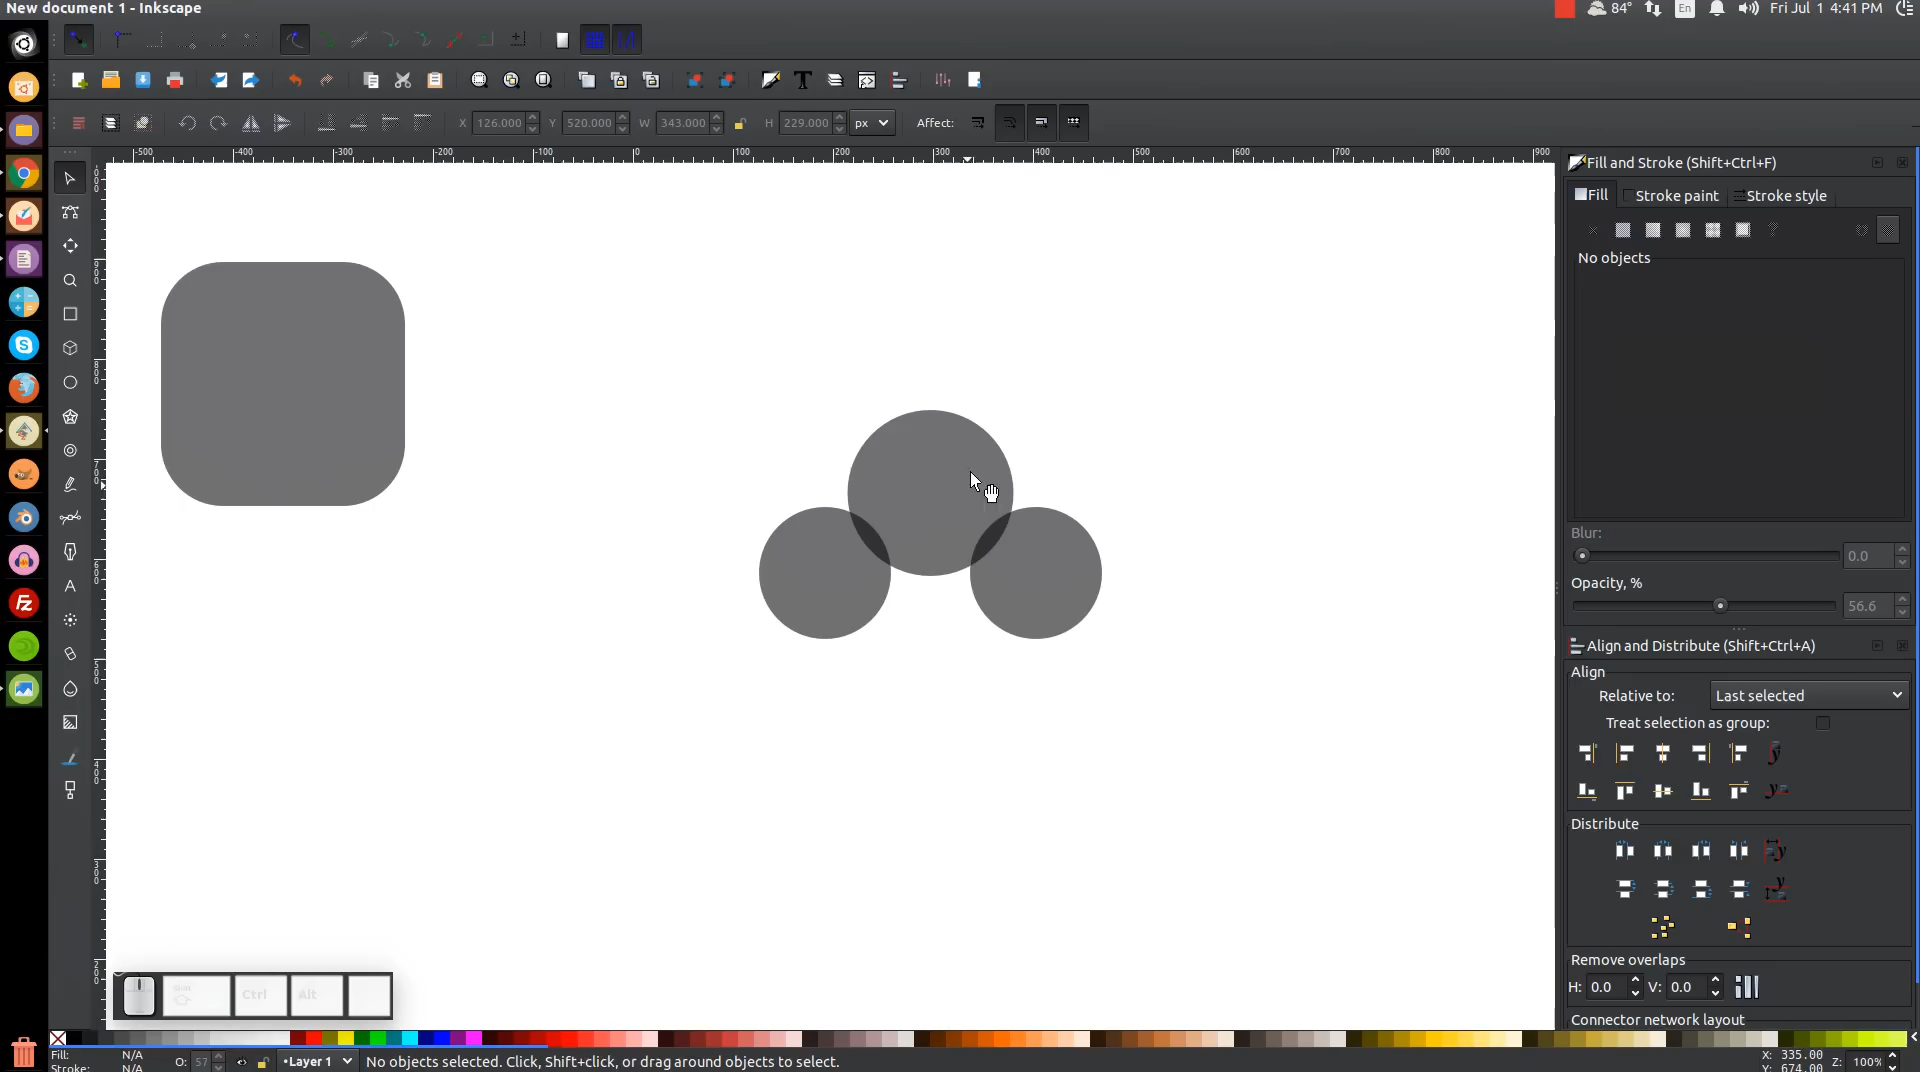 New document 1 - Inkscape
84° En Fri Jul 1 4:41 PM
X 126.000 Y 520.000 W 343.000 H 229.000 px Affect:
-500 -400 -300 -200 -100 0 100 200 300 400 500 600 700 800 900
Fill and Stroke (Shift+Ctrl+F)
Fill Stroke paint Stroke style
No objects
Blur:
0.0
Opacity, %
56.6
Align and Distribute (Shift+Ctrl+A)
Align
Relative to: Last selected
Treat selection as group:
Distribute
Remove overlaps
H: 0.0 V: 0.0
Connector network layout
Ctrl Alt
Fill: N/A O: 57 •Layer 1 No objects selected. Click, Shift+click, or drag around objects to select. X: 335.00 Z: 100%
Stroke: N/A Y: 674.00